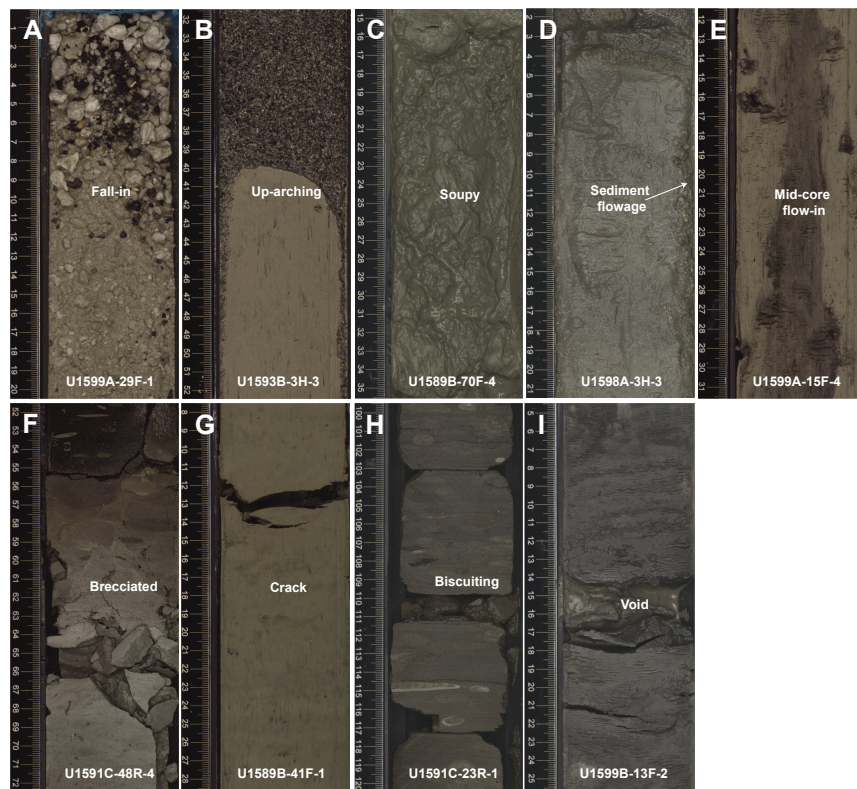 A
Fall-in
U1599A-29F-1
B
Up-arching
U1593B-3H-3
C
Soupy
U1589B-70F-4
D
Sediment
flowage
U1598A-3H-3
E
Mid-core
flow-in
U1599A-15F-4
F
Brecciated
U1591C-48R-4
G
Crack
U1589B-41F-1
H
Biscuiting
U1591C-23R-1
I
Void
U1599B-13F-2